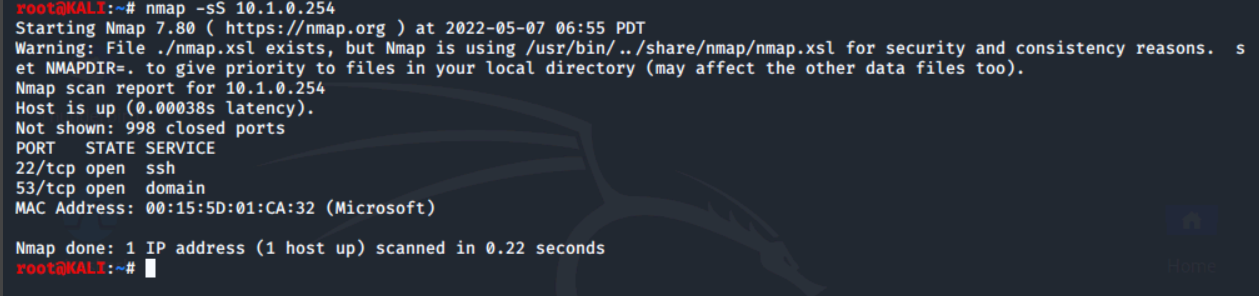 root@KALI:~# nmap -sS 10.1.0.254
Starting Nmap 7.80 ( https://nmap.org ) at 2022-05-07 06:55 PDT
Warning: File ./nmap.xsl exists, but Nmap is using /usr/bin/../share/nmap/nmap.xsl for security and consistency reasons.  s
et NMAPDIR=. to give priority to files in your local directory (may affect the other data files too).
Nmap scan report for 10.1.0.254
Host is up (0.00038s latency).
Not shown: 998 closed ports
PORT   STATE SERVICE
22/tcp open  ssh
53/tcp open  domain
MAC Address: 00:15:5D:01:CA:32 (Microsoft)
Nmap done: 1 IP address (1 host up) scanned in 0.22 seconds
root@KALI:~#
Home